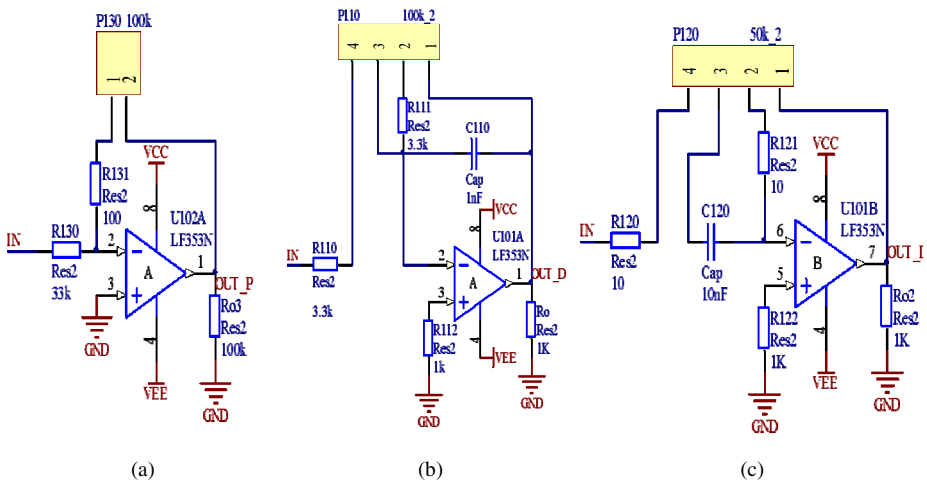 P130 100k
1
2
R131
Res2
100
VCC
8
U102A
LF353N
IN
R130
Res2
33k
2
3
A
1
OUT_P
Ro3
Res2
100k
4
VEE
GND
GND
(a)
P110 100k_2
4 3 2 1
R111
Res2
3.3k
C110
Cap
1nF
VCC
8
U101A
LF353N
IN
R110
Res2
3.3k
2
3
A
1
OUT_D
R112
Res2
1k
Ro
Res2
1K
4
VEE
GND
GND
(b)
P120 50k_2
4 3 2 1
R121
Res2
10
VCC
8
U101B
LF353N
IN
R120
Res2
10
C120
Cap
10nF
6
5
B
7
OUT_I
R122
Res2
1K
Ro2
Res2
1K
4
VEE
GND
GND
(c)